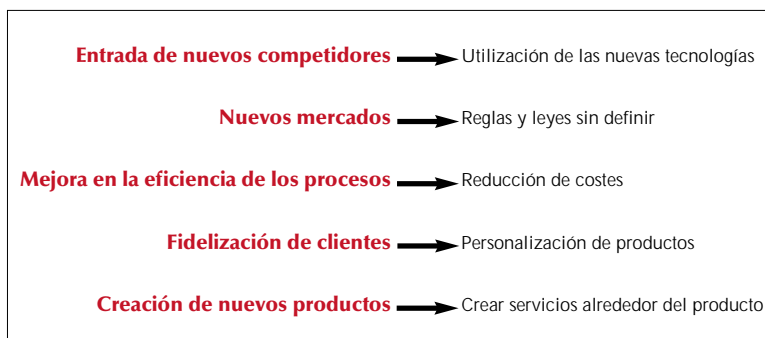 Entrada de nuevos competidores Utilización de las nuevas tecnologías
Nuevos mercados Reglas y leyes sin definir
Mejora en la eficiencia de los procesos Reducción de costes
Fidelización de clientes Personalización de productos
Creación de nuevos productos Crear servicios alrededor del producto